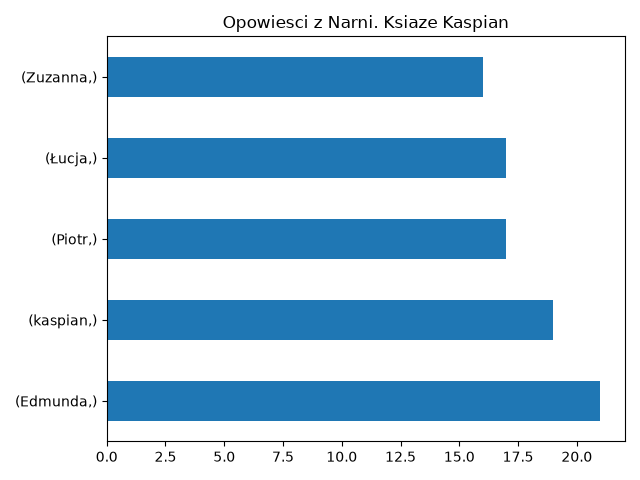 Opowiesci z Narni. Ksiaze Kaspian
(Zuzanna,)
(Łucja,)
(Piotr,)
(kaspian,)
(Edmunda,)
0.0 2.5 5.0 7.5 10.0 12.5 15.0 17.5 20.0